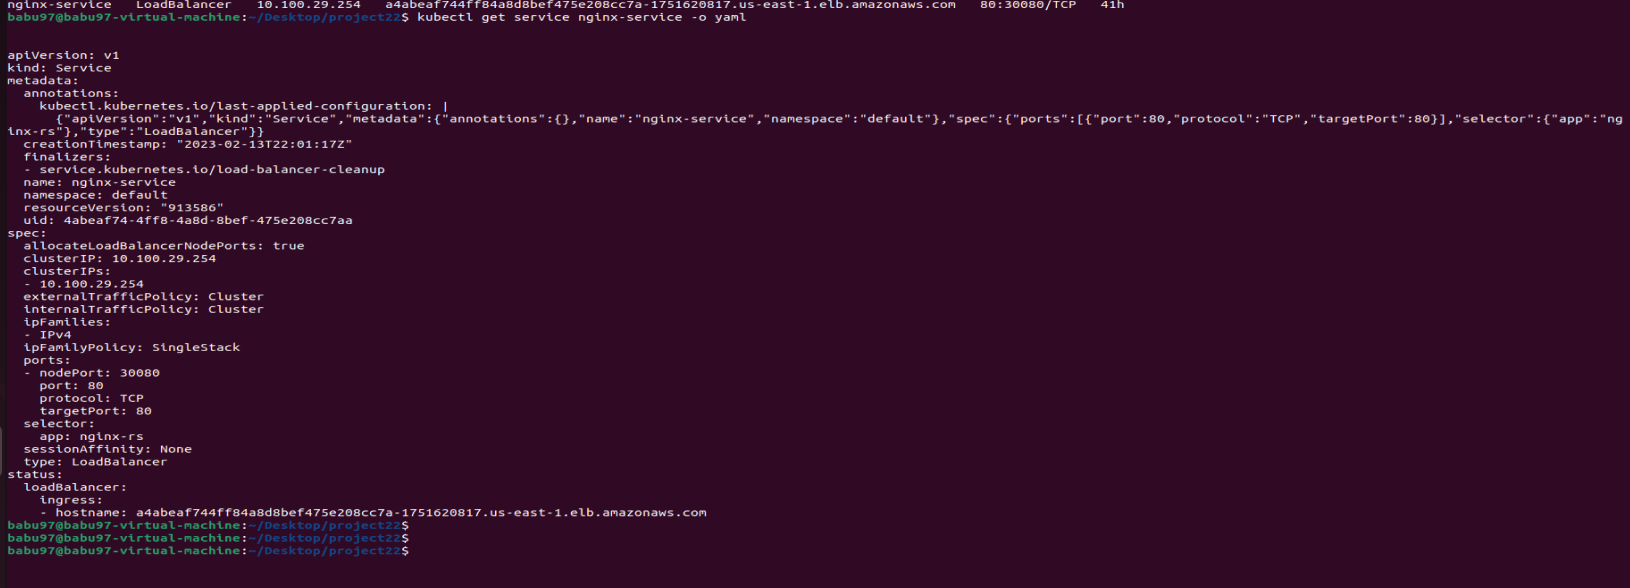 nginx-service   LoadBalancer   10.100.29.254   a4abeaf744ff84a8d8bef475e208cc7a-1751620817.us-east-1.elb.amazonaws.com   80:30080/TCP   41h
babu97@babu97-virtual-machine:~/Desktop/project22$ kubectl get service nginx-service -o yaml
apiVersion: v1
kind: Service
metadata:
  annotations:
    kubectl.kubernetes.io/last-applied-configuration: |
      {"apiVersion":"v1","kind":"Service","metadata":{"annotations":{},"name":"nginx-service","namespace":"default"},"spec":{"ports":[{"port":80,"protocol":"TCP","targetPort":80}],"selector":{"app":"ng
inx-rs"},"type":"LoadBalancer"}}
  creationTimestamp: "2023-02-13T22:01:17Z"
  finalizers:
  - service.kubernetes.io/load-balancer-cleanup
  name: nginx-service
  namespace: default
  resourceVersion: "913586"
  uid: 4abeaf74-4ff8-4a8d-8bef-475e208cc7aa
spec:
  allocateLoadBalancerNodePorts: true
  clusterIP: 10.100.29.254
  clusterIPs:
  - 10.100.29.254
  externalTrafficPolicy: Cluster
  internalTrafficPolicy: Cluster
  ipFamilies:
  - IPv4
  ipFamilyPolicy: SingleStack
  ports:
  - nodePort: 30080
    port: 80
    protocol: TCP
    targetPort: 80
  selector:
    app: nginx-rs
  sessionAffinity: None
  type: LoadBalancer
status:
  loadBalancer:
    ingress:
    - hostname: a4abeaf744ff84a8d8bef475e208cc7a-1751620817.us-east-1.elb.amazonaws.com
babu97@babu97-virtual-machine:~/Desktop/project22$
babu97@babu97-virtual-machine:~/Desktop/project22$
babu97@babu97-virtual-machine:~/Desktop/project22$